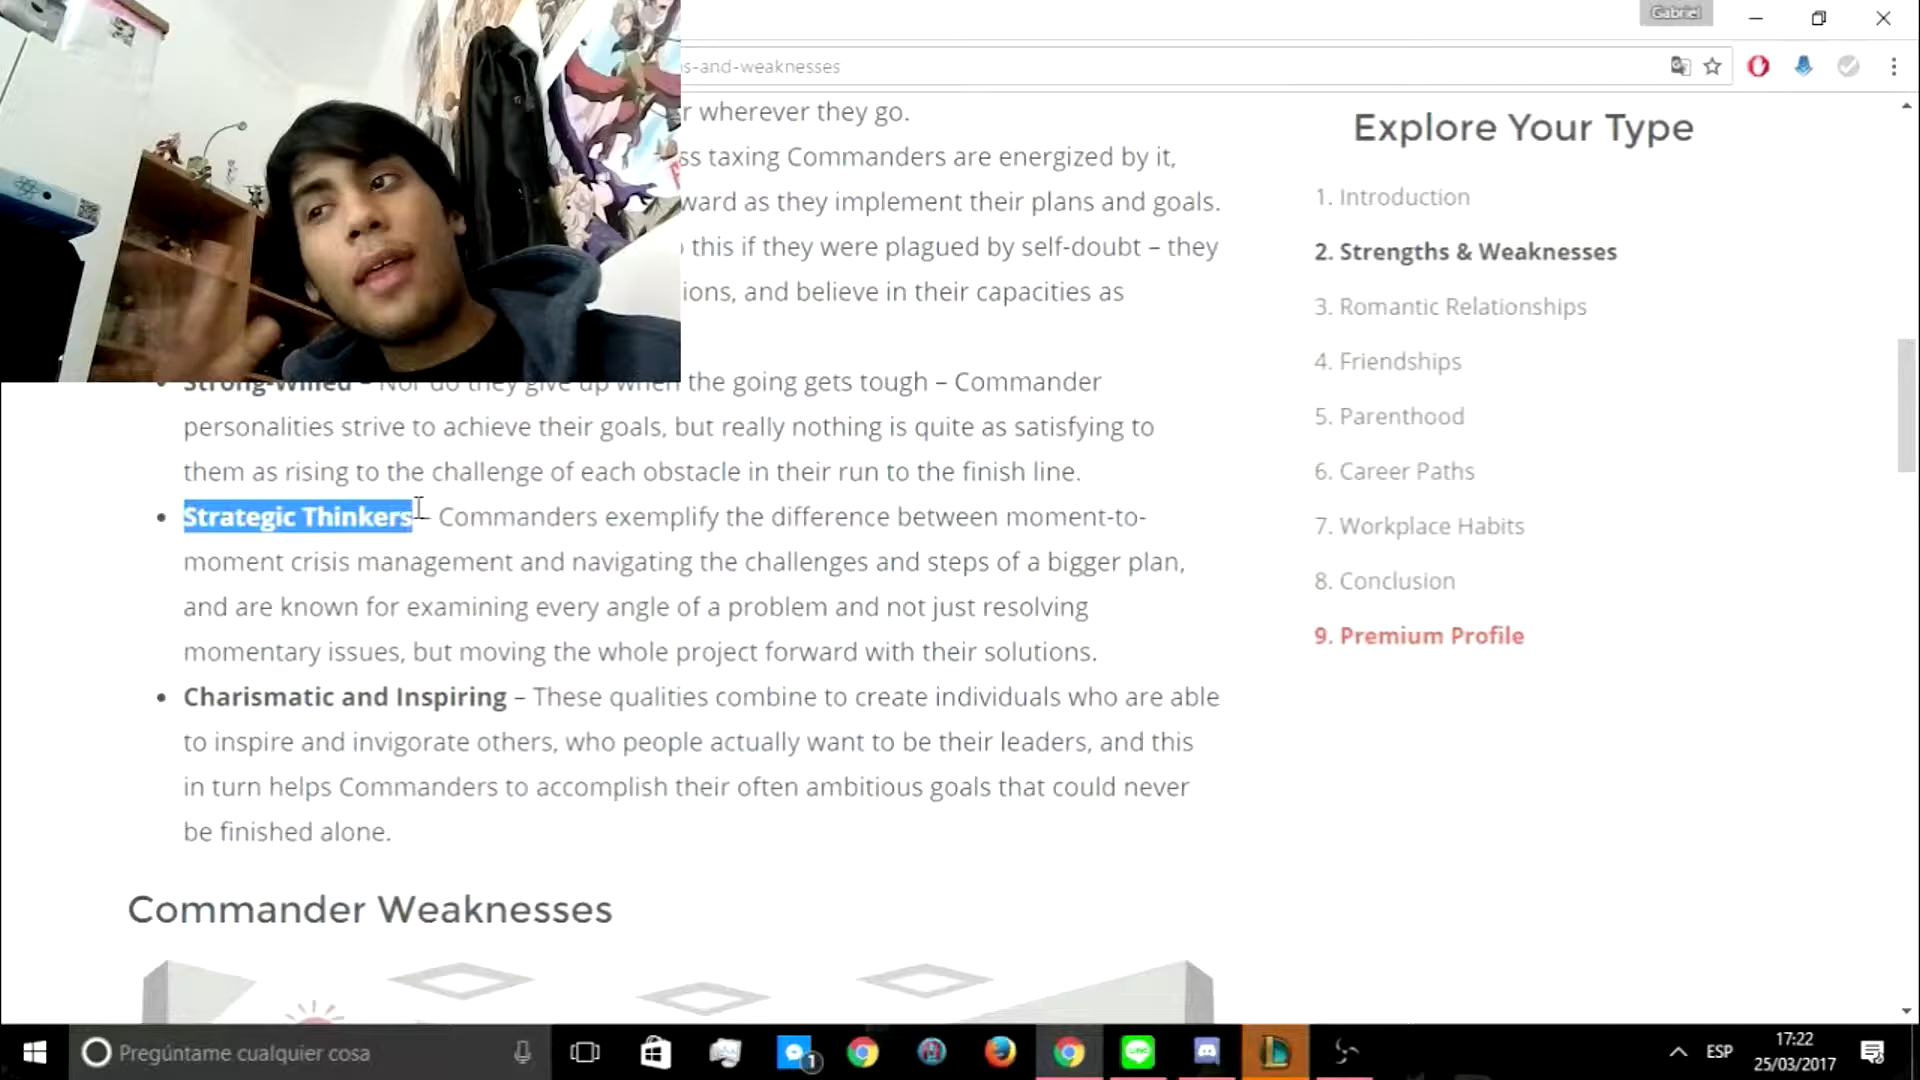 Gabriel
s-and-weaknesses
r wherever they go.
ss taxing Commanders are energized by it,
ward as they implement their plans and goals.
this if they were plagued by self-doubt – they
ions, and believe in their capacities as
Strong-Willed – Nor do they give up when the going gets tough – Commander
personalities strive to achieve their goals, but really nothing is quite as satisfying to
them as rising to the challenge of each obstacle in their run to the finish line.
Strategic Thinkers – Commanders exemplify the difference between moment-to-
moment crisis management and navigating the challenges and steps of a bigger plan,
and are known for examining every angle of a problem and not just resolving
momentary issues, but moving the whole project forward with their solutions.
Charismatic and Inspiring – These qualities combine to create individuals who are able
to inspire and invigorate others, who people actually want to be their leaders, and this
in turn helps Commanders to accomplish their often ambitious goals that could never
be finished alone.
Commander Weaknesses
Explore Your Type
1. Introduction
2. Strengths & Weaknesses
3. Romantic Relationships
4. Friendships
5. Parenthood
6. Career Paths
7. Workplace Habits
8. Conclusion
9. Premium Profile
Pregúntame cualquier cosa
1
LINE
ESP
17:22
25/03/2017